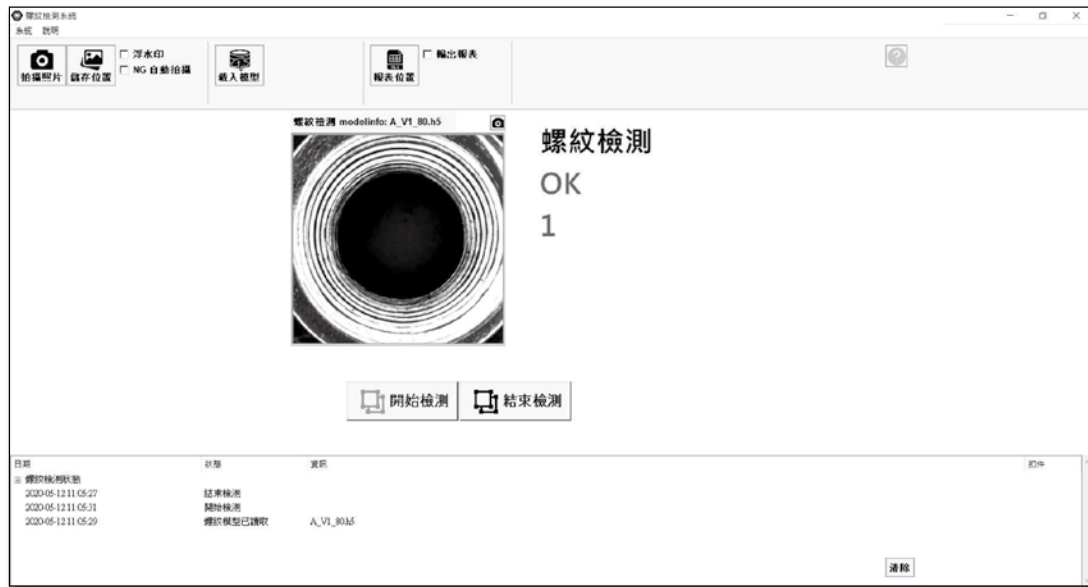 螺紋檢測系統
系統 說明
拍攝照片 儲存位置 浮水印 NG 自動拍攝 載入模型 報表位置 輸出報表
螺紋檢測 modelinfo: A_V1_80.h5
螺紋檢測
OK
1
開始檢測 結束檢測
日期 狀態 資訊 扣件
螺紋檢測狀態
2020-05-12 11:05:27 結束檢測
2020-05-12 11:05:31 開始檢測
2020-05-12 11:05:29 螺紋模型已讀取 A_V1_80.h5
清除